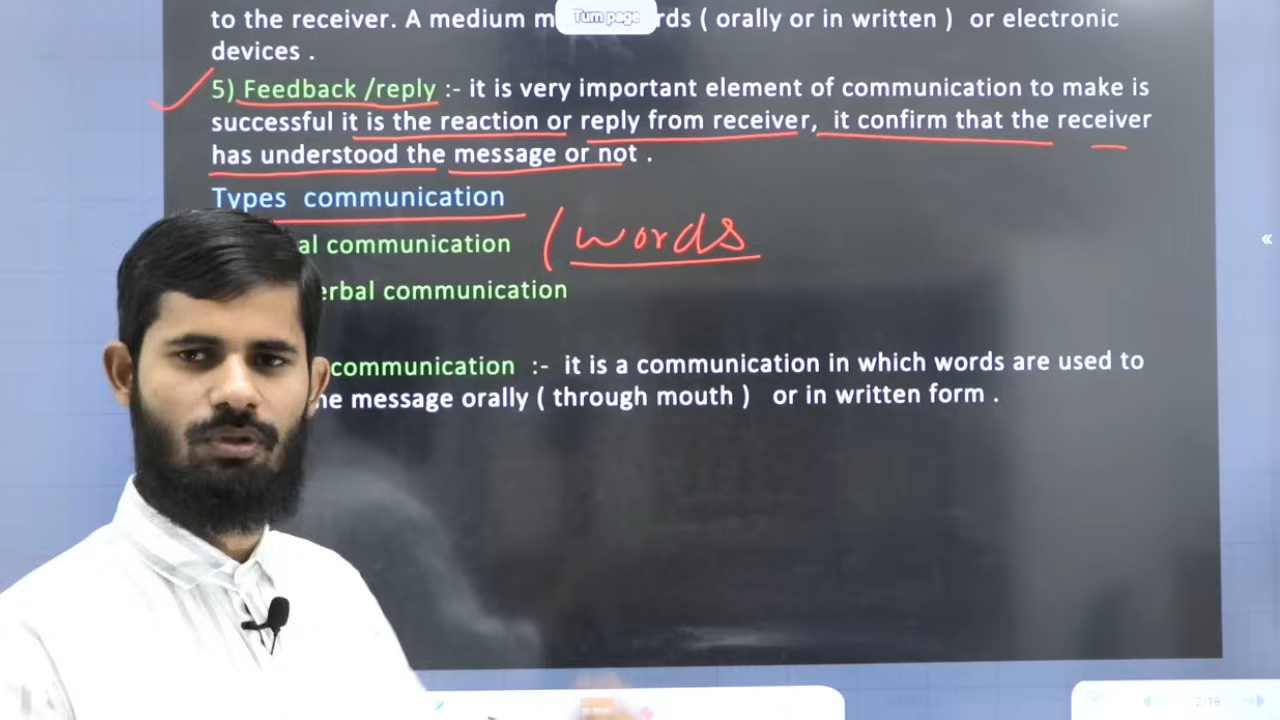 to the receiver. A medium ( orally or in written ) or electronic
Turn page
devices .
5) Feedback /reply :- it is very important element of communication to make is
successful it is the reaction or reply from receiver, it confirm that the receiver
has understood the message or not .
Types communication
al communication (words
erbal communication
communication :- it is a communication in which words are used to
message orally ( through mouth ) or in written form .
2/18